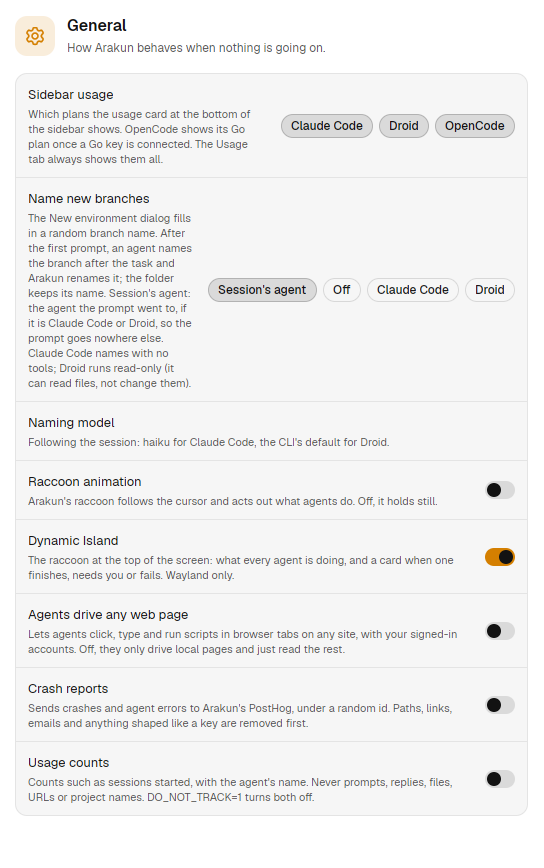 General
How Arakun behaves when nothing is going on.
Sidebar usage
Which plans the usage card at the bottom of
the sidebar shows. OpenCode shows its Go
plan once a Go key is connected. The Usage
tab always shows them all.
Claude Code
Droid
OpenCode
Name new branches
The New environment dialog fills
in a random branch name. After
the first prompt, an agent names
the branch after the task and
Arakun renames it; the folder
keeps its name. Session's agent:
the agent the prompt went to, if
it is Claude Code or Droid, so the
prompt goes nowhere else.
Claude Code names with no
tools; Droid runs read-only (it
can read files, not change them).
Session's agent
Off
Claude Code
Droid
Naming model
Following the session: haiku for Claude Code, the CLI's default for Droid.
Raccoon animation
Arakun's raccoon follows the cursor and acts out what agents do. Off, it holds still.
Dynamic Island
The raccoon at the top of the screen: what every agent is doing, and a card when one
finishes, needs you or fails. Wayland only.
Agents drive any web page
Lets agents click, type and run scripts in browser tabs on any site, with your signed-in
accounts. Off, they only drive local pages and just read the rest.
Crash reports
Sends crashes and agent errors to Arakun's PostHog, under a random id. Paths, links,
emails and anything shaped like a key are removed first.
Usage counts
Counts such as sessions started, with the agent's name. Never prompts, replies, files,
URLs or project names. DO_NOT_TRACK=1 turns both off.